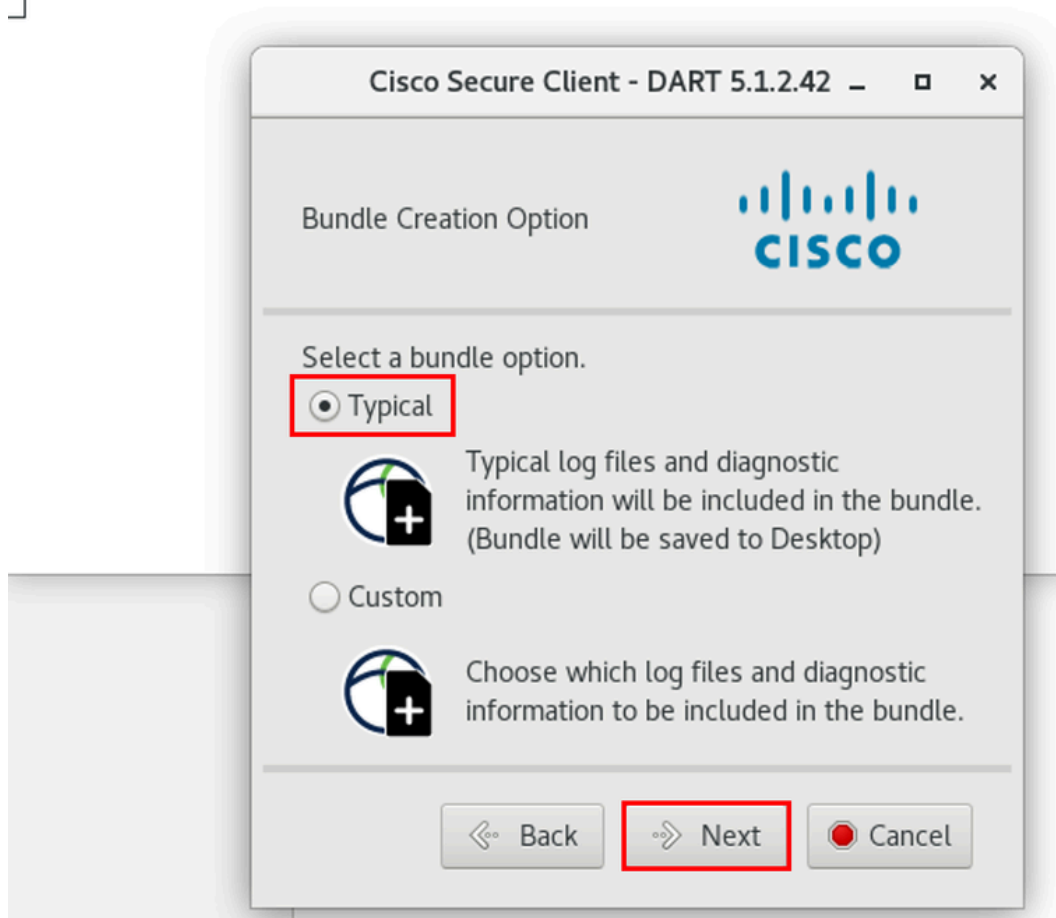 Cisco Secure Client - DART 5.1.2.42
Bundle Creation Option
CISCO
Select a bundle option.
Typical
Typical log files and diagnostic
information will be included in the bundle.
(Bundle will be saved to Desktop)
Custom
Choose which log files and diagnostic
information to be included in the bundle.
Back Next Cancel